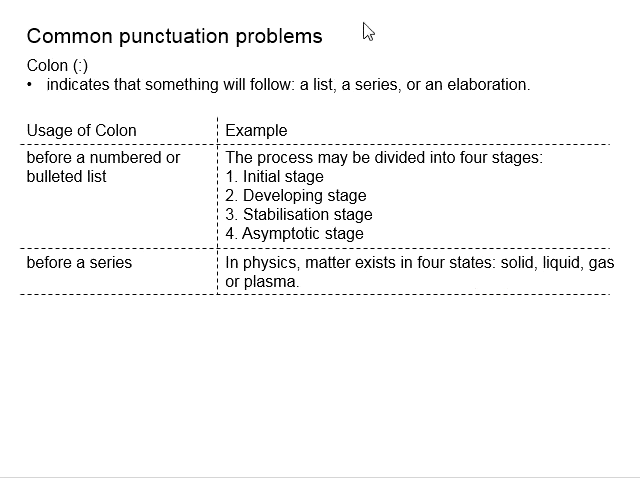 Common punctuation problems
Colon (:)
• indicates that something will follow: a list, a series, or an elaboration.
Usage of Colon
Example
before a numbered or
bulleted list
The process may be divided into four stages:
1. Initial stage
2. Developing stage
3. Stabilisation stage
4. Asymptotic stage
before a series
In physics, matter exists in four states: solid, liquid, gas
or plasma.